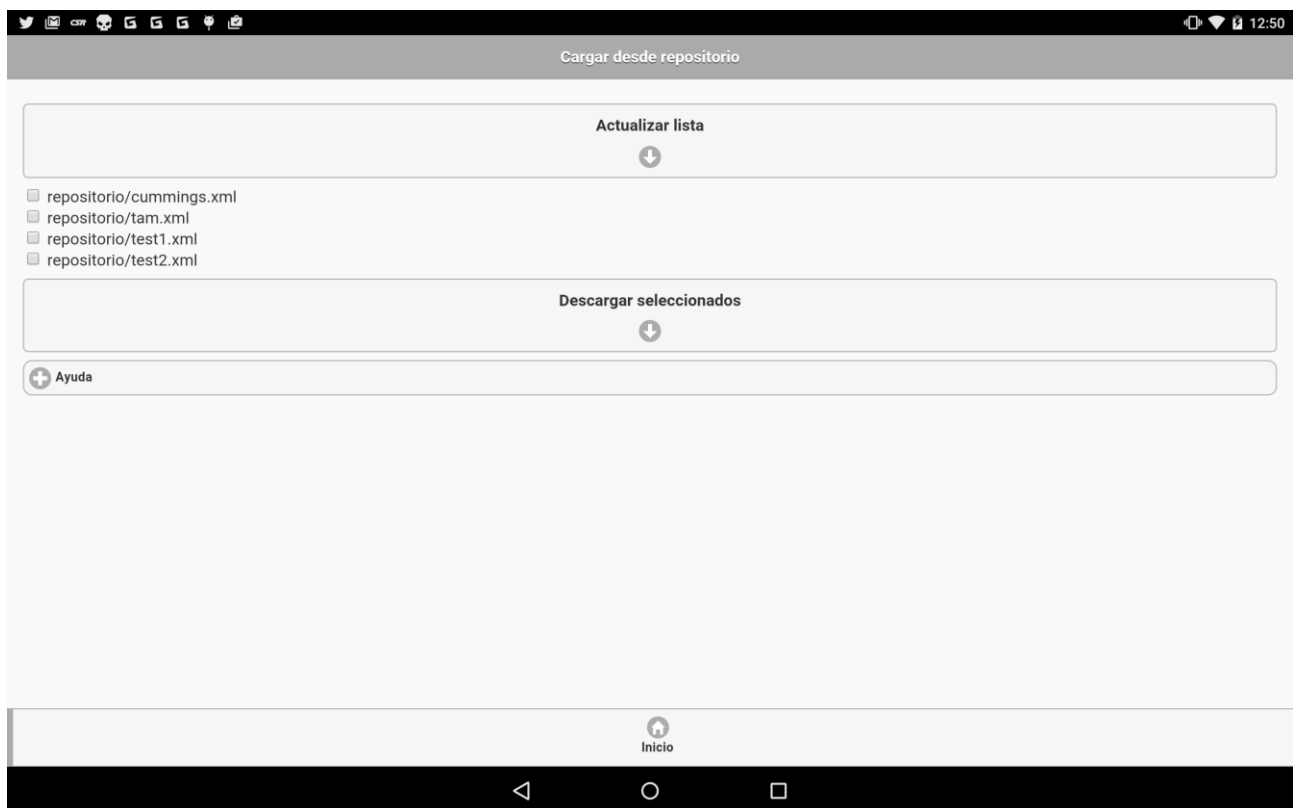 CSR
12:50
Cargar desde repositorio
Actualizar lista
repositorio/cummings.xml
repositorio/tam.xml
repositorio/test1.xml
repositorio/test2.xml
Descargar seleccionados
Ayuda
Inicio